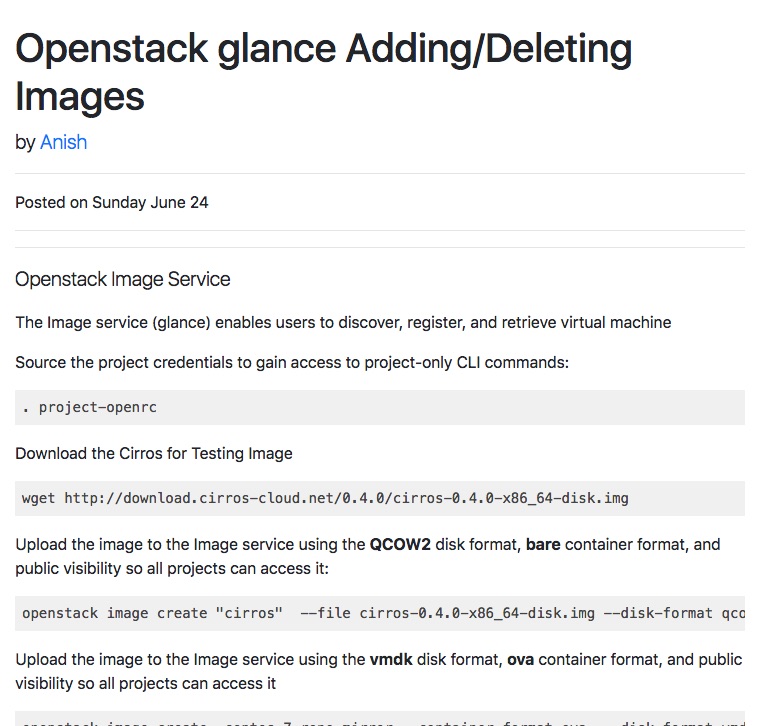 Openstack glance Adding/Deleting
Images
by Anish
Posted on Sunday June 24
Openstack Image Service
The Image service (glance) enables users to discover, register, and retrieve virtual machine
Source the project credentials to gain access to project-only CLI commands:
. project-openrc
Download the Cirros for Testing Image
wget http://download.cirros-cloud.net/0.4.0/cirros-0.4.0-x86_64-disk.img
Upload the image to the Image service using the QCOW2 disk format, bare container format, and
public visibility so all projects can access it:
openstack image create "cirros"  --file cirros-0.4.0-x86_64-disk.img --disk-format qco
Upload the image to the Image service using the vmdk disk format, ova container format, and public
visibility so all projects can access it